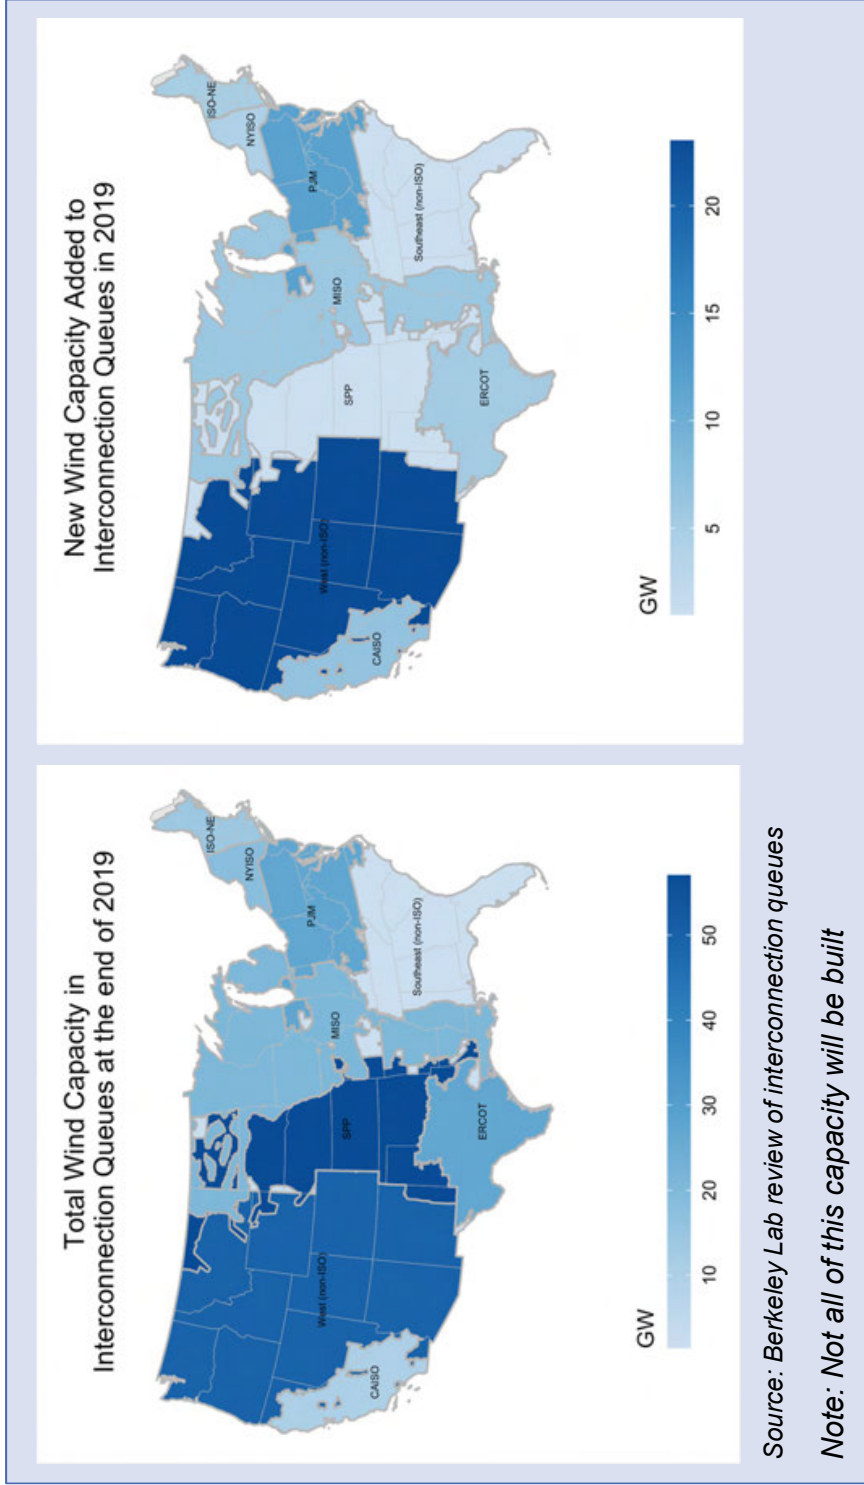 Total Wind Capacity in
Interconnection Queues at the end of 2019
ISO-NE
NYISO
PJM
MISO
Southeast (non-ISO)
SPP
West (non-ISO)
CAISO
ERCOT
GW
10
20
30
40
50
New Wind Capacity Added to
Interconnection Queues in 2019
ISO-NE
NYISO
PJM
MISO
Southeast (non-ISO)
SPP
West (non-ISO)
CAISO
ERCOT
GW
5
10
15
20
Source: Berkeley Lab review of interconnection queues
Note: Not all of this capacity will be built